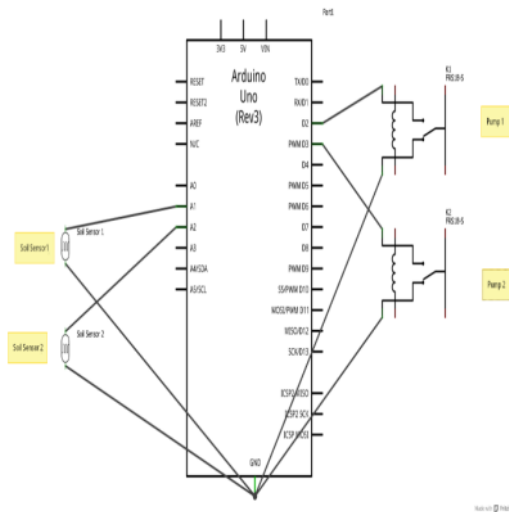 Part1
3V3
5V
VIN
Arduino
Uno
(Rev3)
RESET
RESET2
AREF
N/C
A0
A1
A2
A3
A4/SDA
A5/SCL
TX/D0
RX/D1
D2
PWM D3
D4
PWM D5
PWM D6
D7
D8
PWM D9
SS/PWM D10
MOSI/PWM D11
MISO/D12
SCK/D13
ICSP2 MISO
ICSP2 SCK
GND
Soil Sensor 1
Soil Sensor1
Soil Sensor 2
Soil Sensor 2
K1
K2
Pump 1
Pump 2
Made with